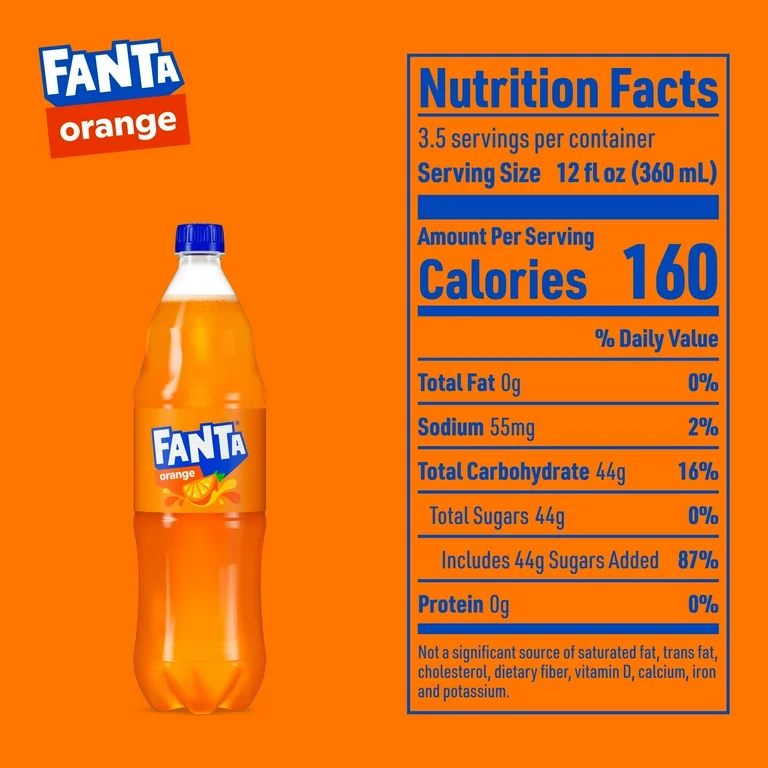 FANTA
orange
Nutrition Facts
3.5 servings per container
Serving Size 12 fl oz (360 mL)
Amount Per Serving
Calories 160
% Daily Value
Total Fat 0g 0%
Sodium 55mg 2%
Total Carbohydrate 44g 16%
Total Sugars 44g 0%
Includes 44g Sugars Added 87%
Protein 0g 0%
Not a significant source of saturated fat, trans fat,
cholesterol, dietary fiber, vitamin D, calcium, iron
and potassium.
FANTA
orange